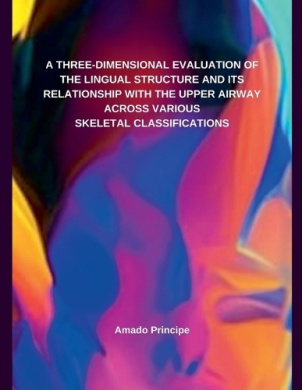 A THREE-DIMENSIONAL EVALUATION OF
THE LINGUAL STRUCTURE AND ITS
RELATIONSHIP WITH THE UPPER AIRWAY
ACROSS VARIOUS
SKELETAL CLASSIFICATIONS
Amado Principe